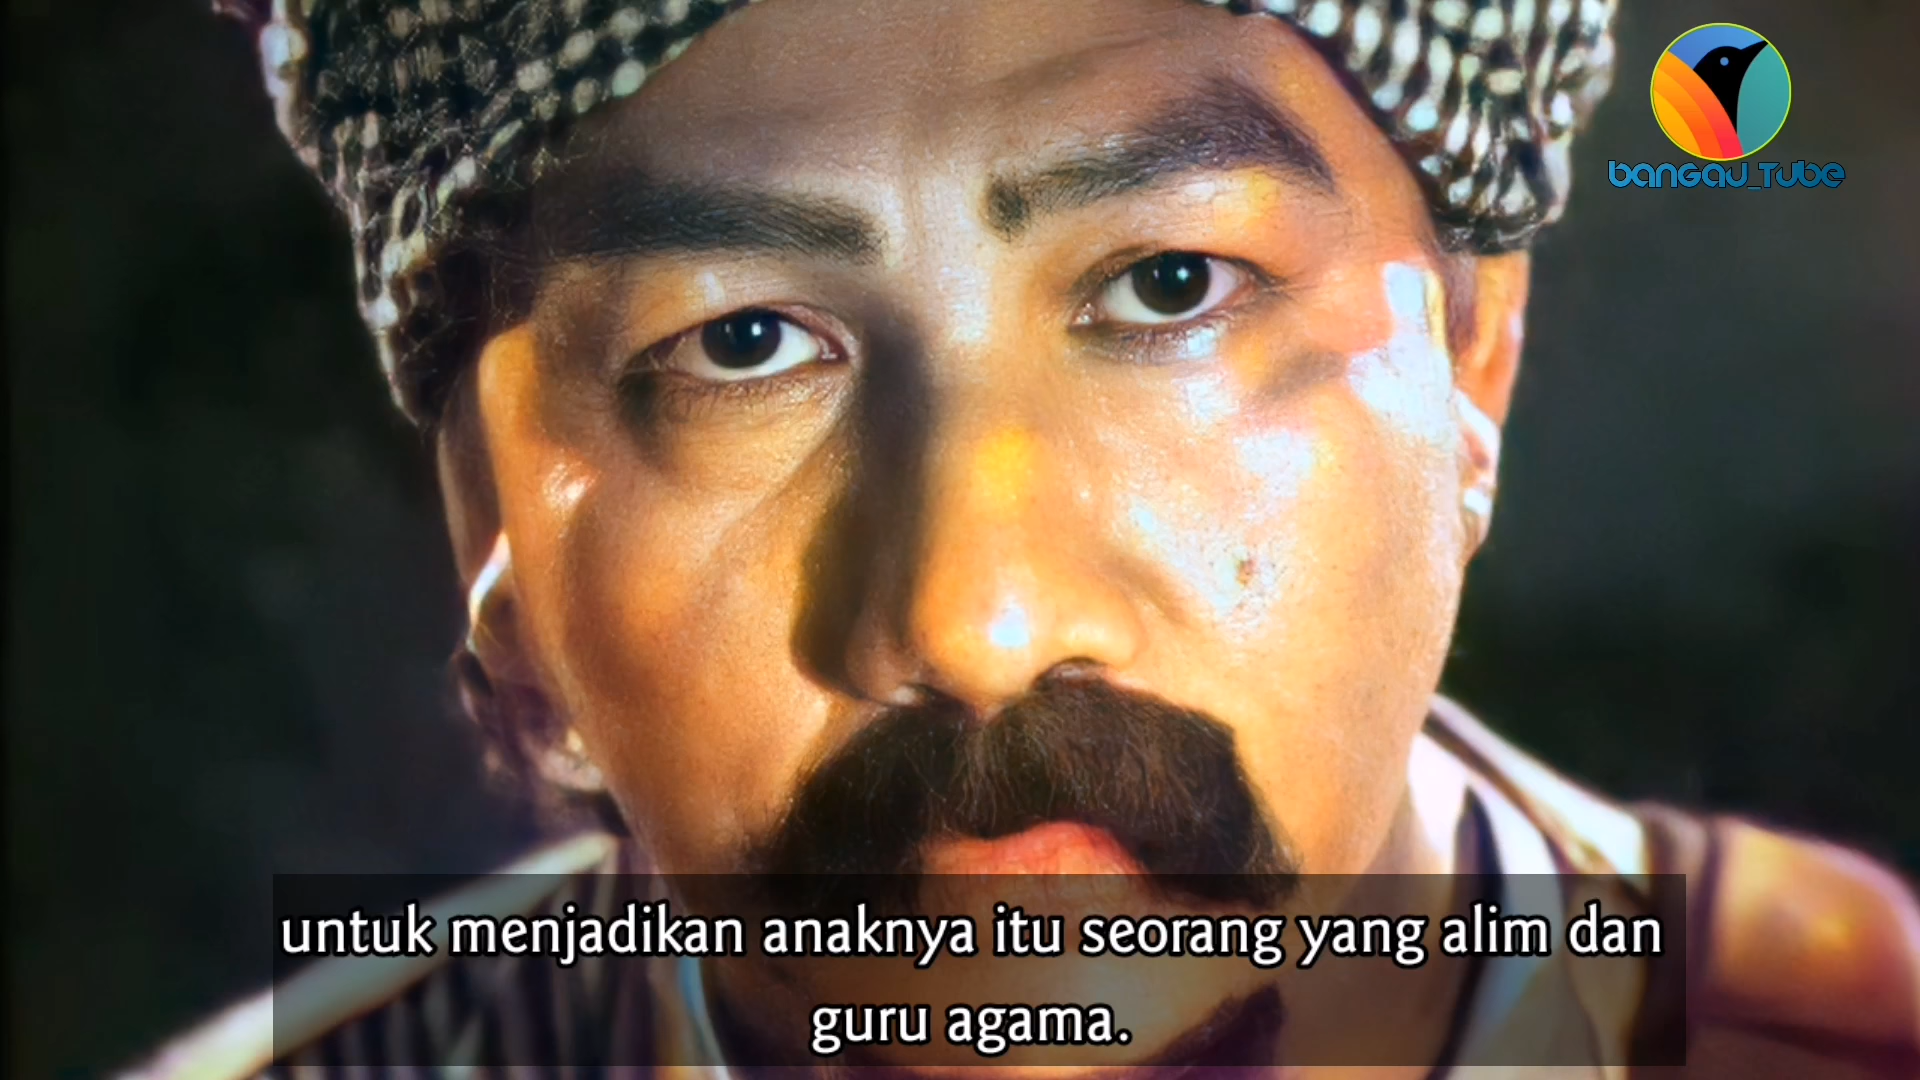 BANGAU_TUBE
untuk menjadikan anaknya itu seorang yang alim dan
guru agama.